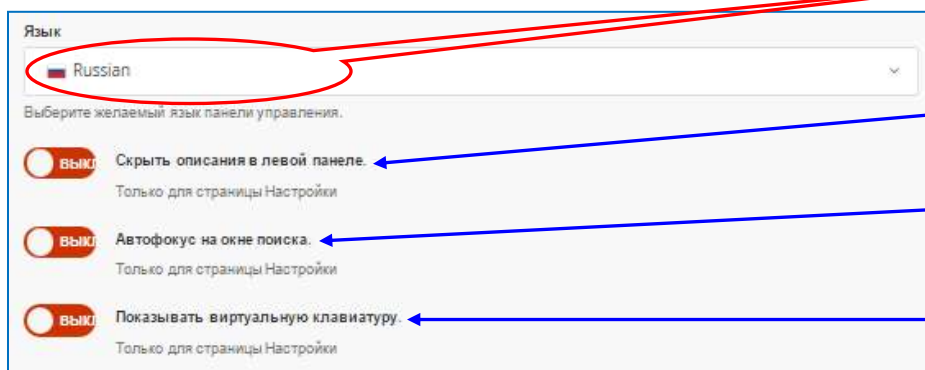 Язык
Russian
Выберите желаемый язык панели управления.
ВЫКЛ
Скрыть описания в левой панеле.
Только для страницы Настройки
ВЫКЛ
Автофокус на окне поиска.
Только для страницы Настройки
ВЫКЛ
Показывать виртуальную клавиатуру.
Только для страницы Настройки